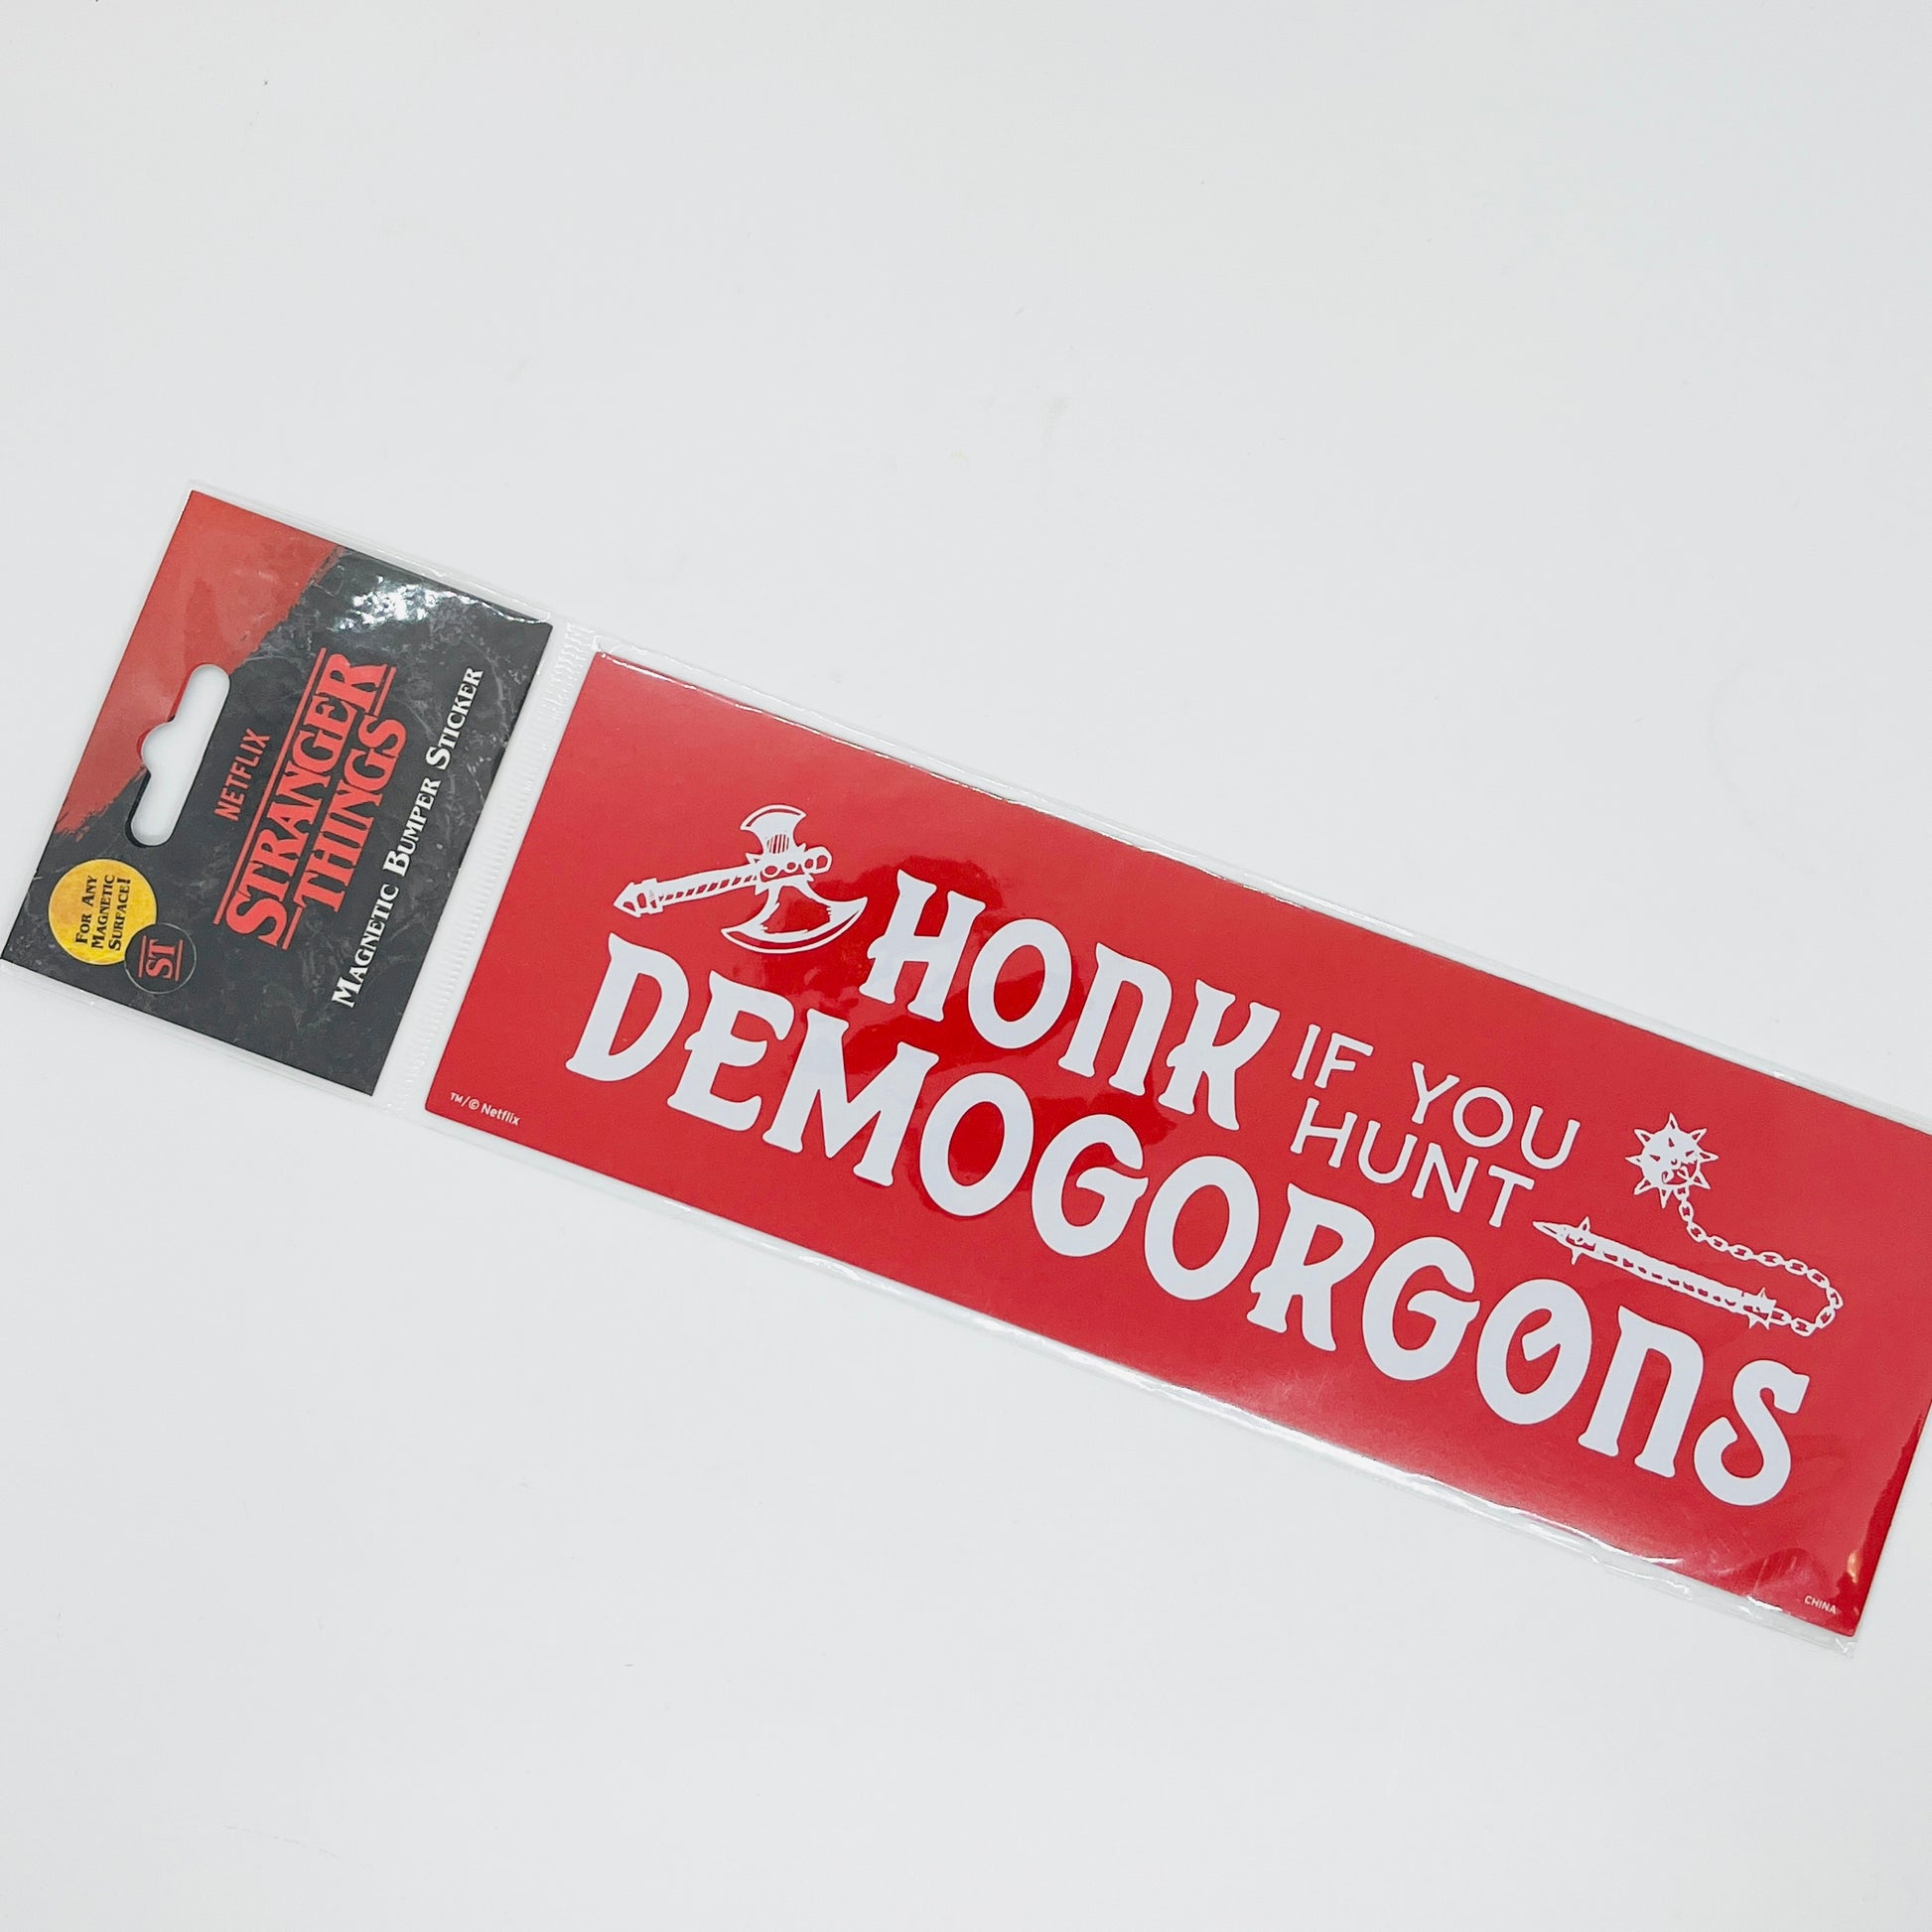 NETFLIX
STRANGER
THINGS
MAGNETIC BUMPER STICKER
FOR ANY
MAGNETIC
SURFACE!
ST
HONK IF YOU
HUNT
DEMOGORGONS
™/© Netflix
CHINA